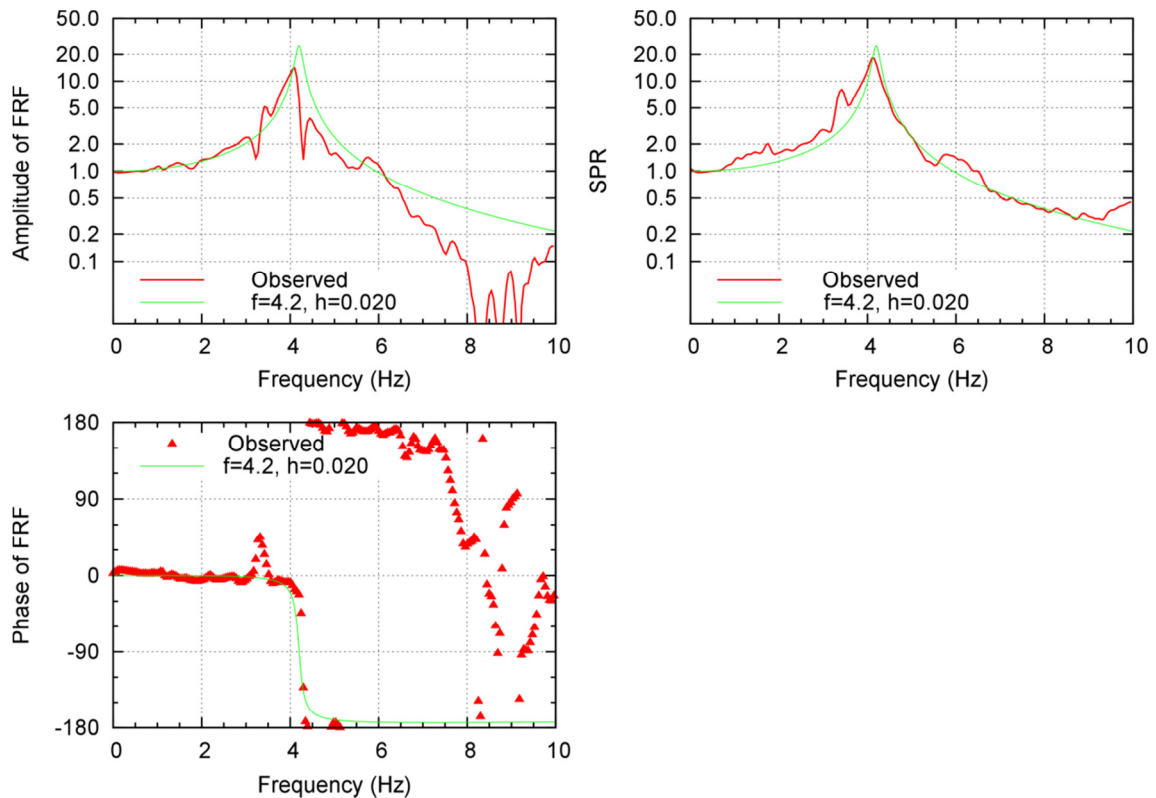 Amplitude of FRF
50.0
20.0
10.0
5.0
2.0
1.0
0.5
0.2
0.1
Observed
f=4.2, h=0.020
0 2 4 6 8 10
Frequency (Hz)
SPR
50.0
20.0
10.0
5.0
2.0
1.0
0.5
0.2
0.1
Observed
f=4.2, h=0.020
0 2 4 6 8 10
Frequency (Hz)
Phase of FRF
180
90
0
-90
-180
Observed
f=4.2, h=0.020
0 2 4 6 8 10
Frequency (Hz)